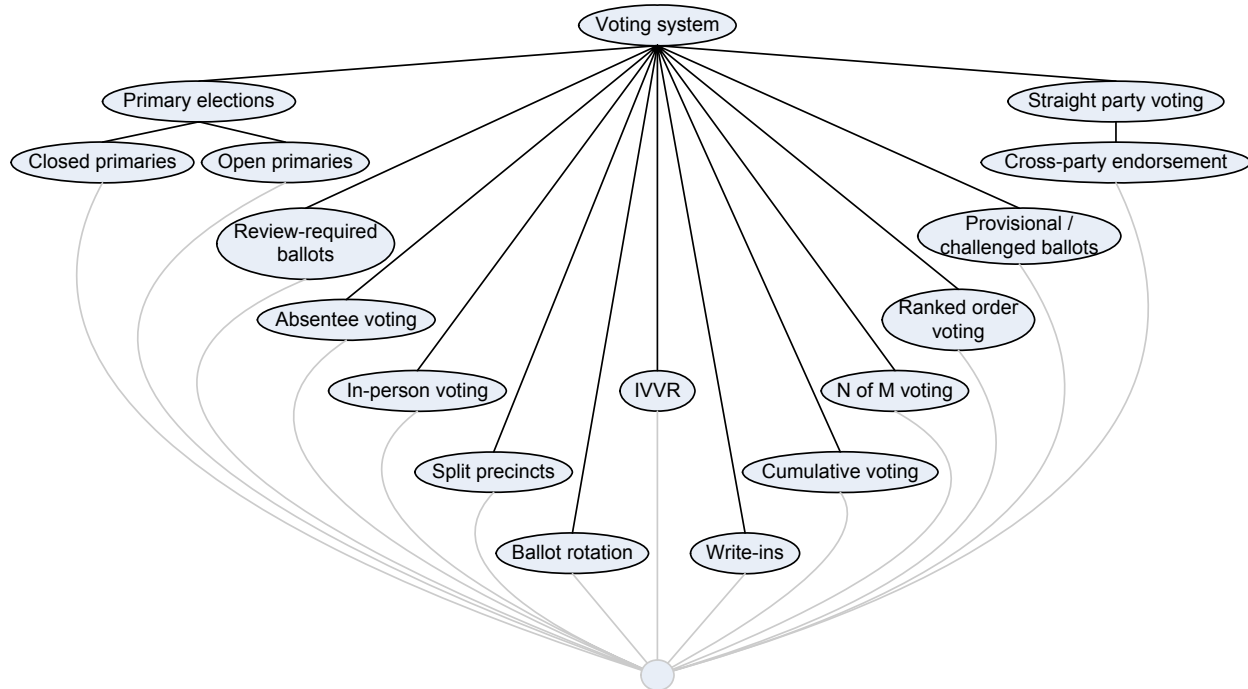 Voting system
Primary elections
Straight party voting
Closed primaries
Open primaries
Cross-party endorsement
Review-required
ballots
Provisional /
challenged ballots
Absentee voting
Ranked order
voting
In-person voting
IVVR
N of M voting
Split precincts
Cumulative voting
Ballot rotation
Write-ins